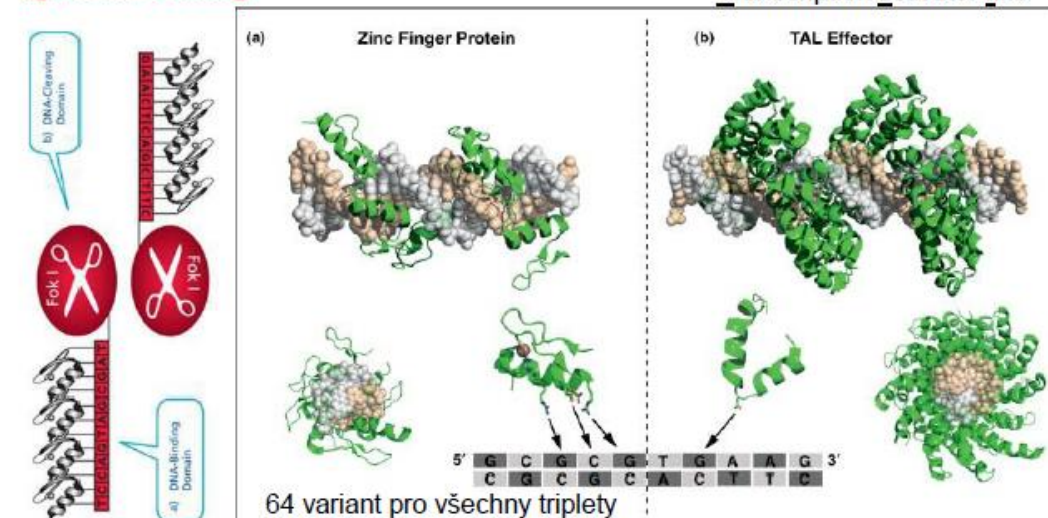 (a) Zinc Finger Protein
(b) TAL Effector
b) DNA-Cleaving
Domain
Fok I
Fok I
a) DNA-Binding
Domain
5' G C G C G T G A A G 3'
C G C G C A C T T C
64 variant pro všechny triplety